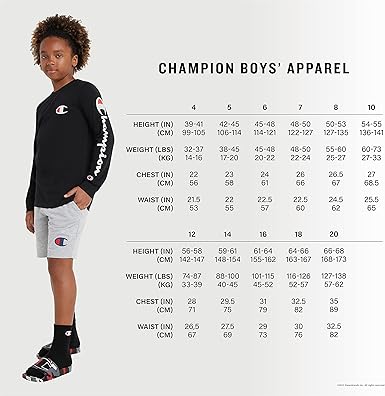 CHAMPION BOYS' APPAREL
4 5 6 7 8 10
HEIGHT (IN) 39-41 42-45 45-48 48-50 50-53 54-55
(CM) 99-105 106-114 114-121 122-127 127-135 136-141
WEIGHT (LBS) 32-37 38-45 45-48 48-55 55-60 60-73
(KG) 14-16 17-20 20-22 22-24 25-27 27-33
CHEST (IN) 22 23 24 26 26.5 27
(CM) 56 58 61 66 67 68.5
WAIST (IN) 21.5 22 22.5 23.5 24.5 25.5
(CM) 53 55 57 60 62 65
12 14 16 18 20
HEIGHT (IN) 56-58 59-61 61-64 64-66 66-68
(CM) 142-147 148-154 155-162 163-167 168-173
WEIGHT (LBS) 74-87 88-100 101-115 116-126 127-138
(KG) 33-39 40-45 45-52 52-57 57-62
CHEST (IN) 28 29.5 31 32.5 35
(CM) 71 75 79 82 89
WAIST (IN) 26.5 27.5 29 30 32.5
(CM) 67 69 73 76 82
Champion